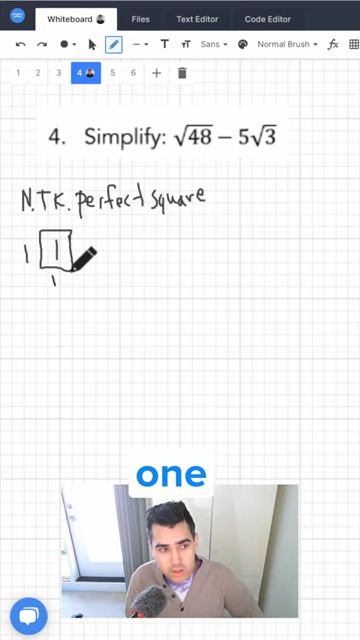 Whiteboard
Files
Text Editor
Code Editor
T
Sans
Normal Brush
fx
1 2 3 4 5 6 +
4. Simplify: √48 − 5√3
N.T.K. perfect square
1 1
1
one